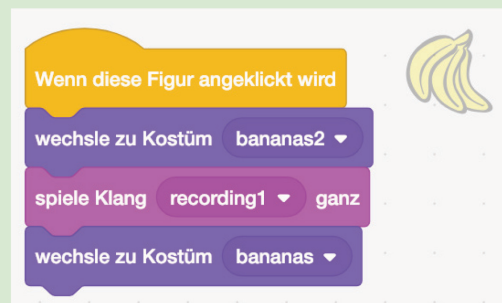 Wenn diese Figur angeklickt wird
wechsle zu Kostüm bananas2
spiele Klang recording1 ganz
wechsle zu Kostüm bananas